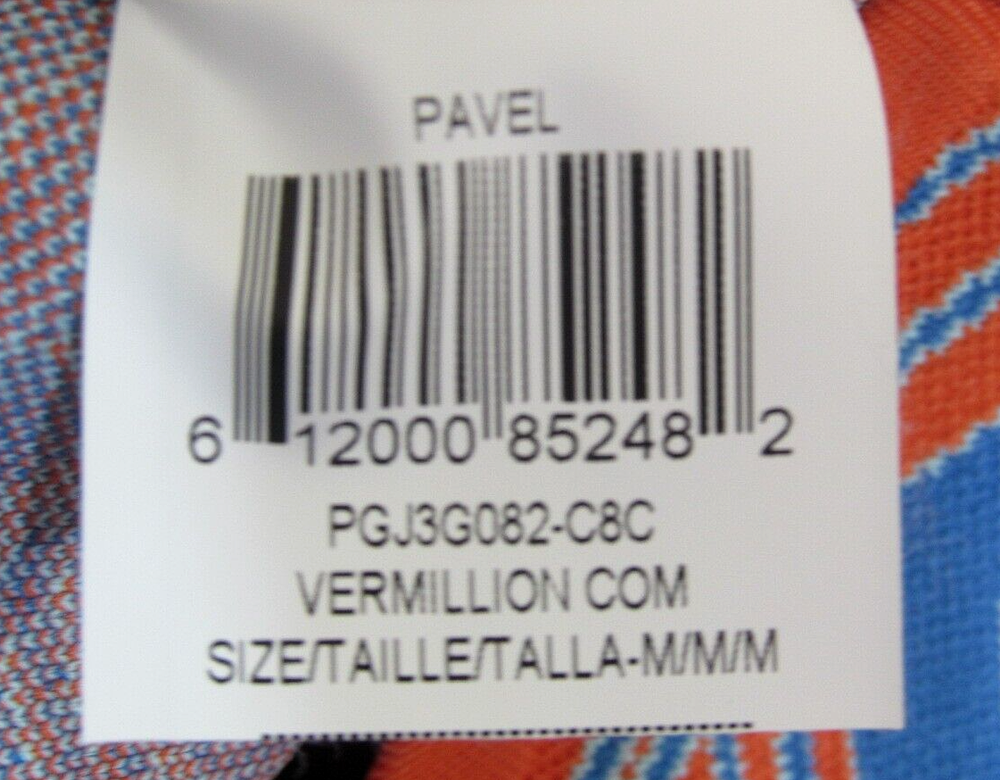 PAVEL
6 12000 85248 2
PGJ3G082-C8C
VERMILLION COM
SIZE/TAILLE/TALLA-M/M/M